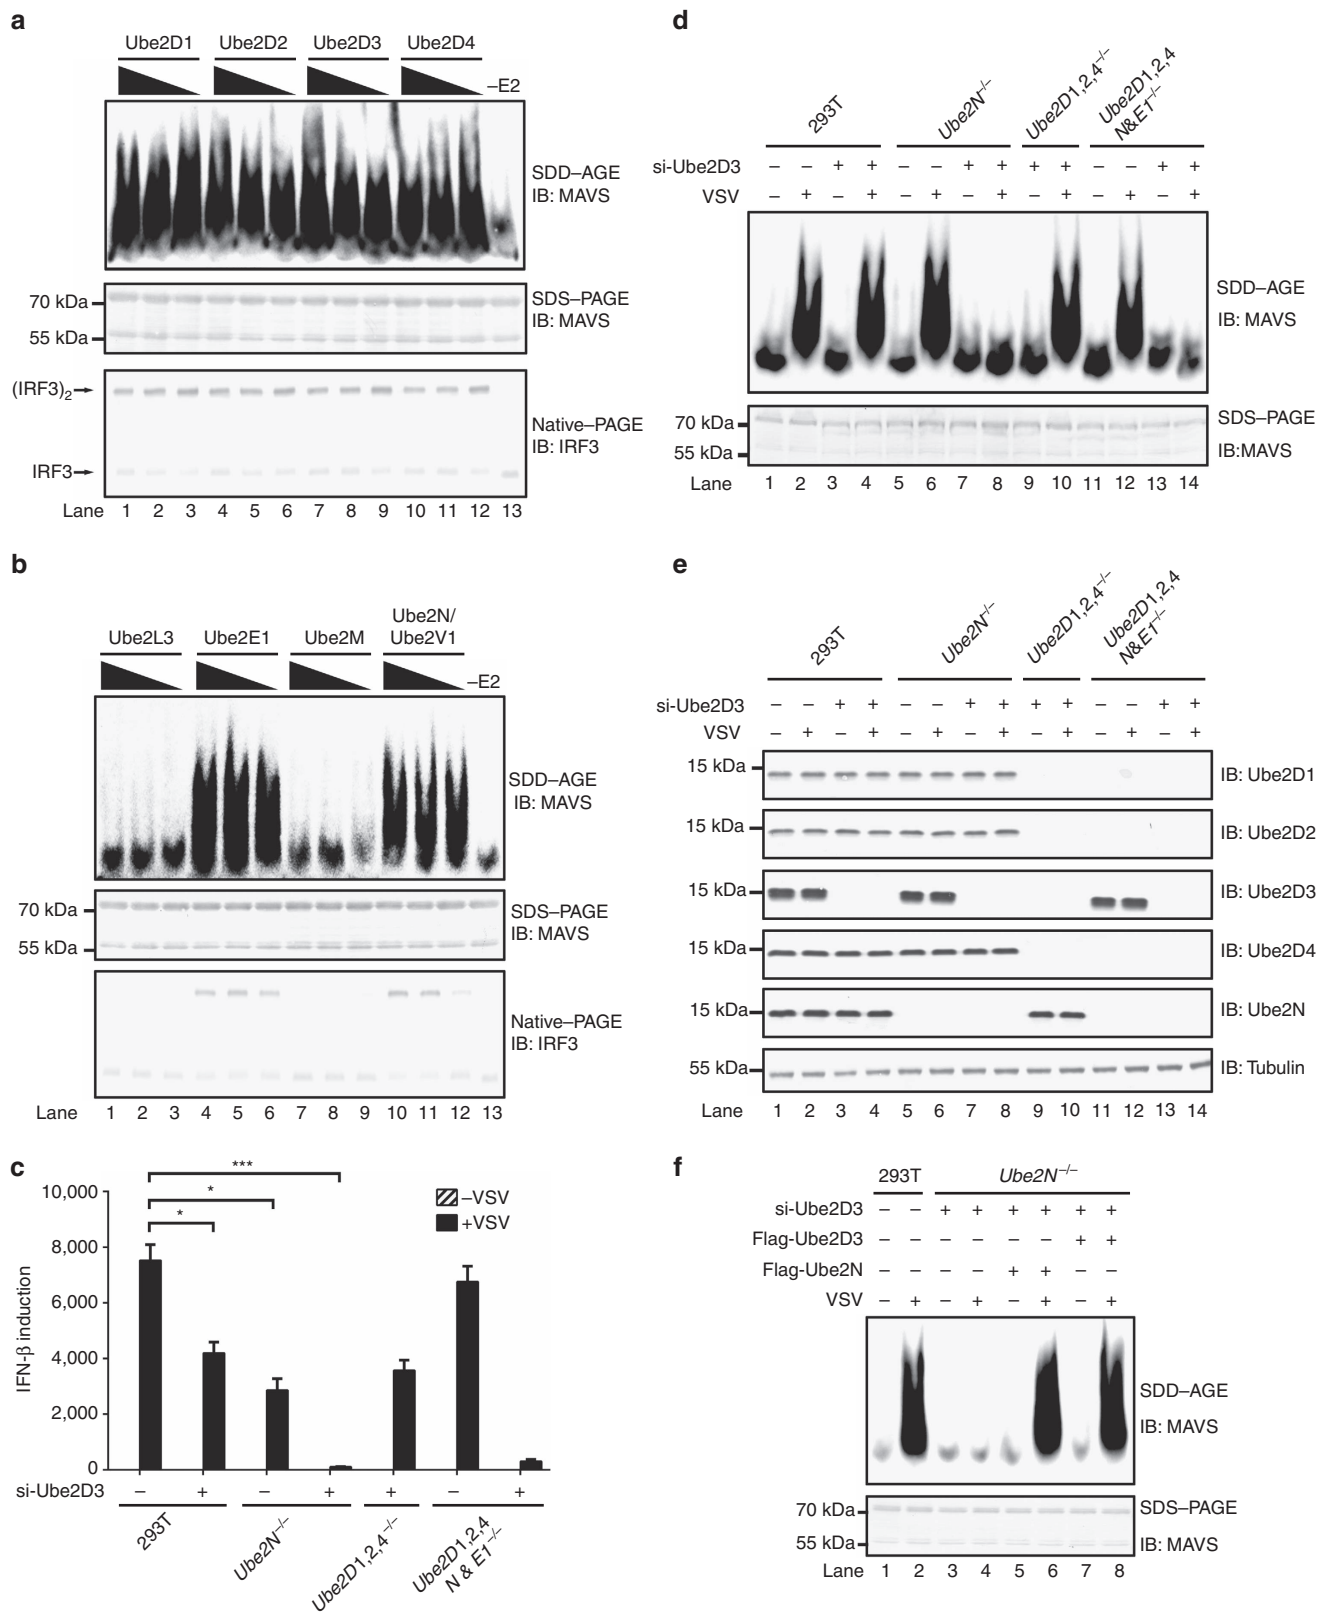 a
Ube2D1 Ube2D2 Ube2D3 Ube2D4
–E2
SDD–AGE
IB: MAVS
70 kDa
55 kDa
SDS–PAGE
IB: MAVS
(IRF3)2
IRF3
Native–PAGE
IB: IRF3
Lane 1 2 3 4 5 6 7 8 9 10 11 12 13
b
Ube2L3 Ube2E1 Ube2M Ube2N/
Ube2V1
–E2
SDD–AGE
IB: MAVS
70 kDa
55 kDa
SDS–PAGE
IB: MAVS
Native–PAGE
IB: IRF3
Lane 1 2 3 4 5 6 7 8 9 10 11 12 13
c
***
*
*
–VSV
+VSV
IFN-β induction
10,000
8,000
6,000
4,000
2,000
0
si-Ube2D3 – + – + + – +
293T
Ube2N–/–
Ube2D1,2,4–/–
Ube2D1,2,4
N & E1–/–
d
293T
Ube2N–/–
Ube2D1,2,4–/–
Ube2D1,2,4
N&E1–/–
si-Ube2D3 – – + + – – + + + + – – + +
VSV – + – + – + – + – + – + – +
SDD–AGE
IB: MAVS
70 kDa
55 kDa
SDS–PAGE
IB:MAVS
Lane 1 2 3 4 5 6 7 8 9 10 11 12 13 14
e
293T
Ube2N–/–
Ube2D1,2,4–/–
Ube2D1,2,4
N&E1–/–
si-Ube2D3 – – + + – – + + + + – – + +
VSV – + – + – + – + – + – + – +
15 kDa IB: Ube2D1
15 kDa IB: Ube2D2
15 kDa IB: Ube2D3
15 kDa IB: Ube2D4
15 kDa IB: Ube2N
55 kDa IB: Tubulin
Lane 1 2 3 4 5 6 7 8 9 10 11 12 13 14
f
293T Ube2N–/–
si-Ube2D3 – – + + + + + +
Flag-Ube2D3 – – – – – – + +
Flag-Ube2N – – – – + + – –
VSV – + – + – + – +
SDD–AGE
IB: MAVS
70 kDa
55 kDa
SDS–PAGE
IB: MAVS
Lane 1 2 3 4 5 6 7 8